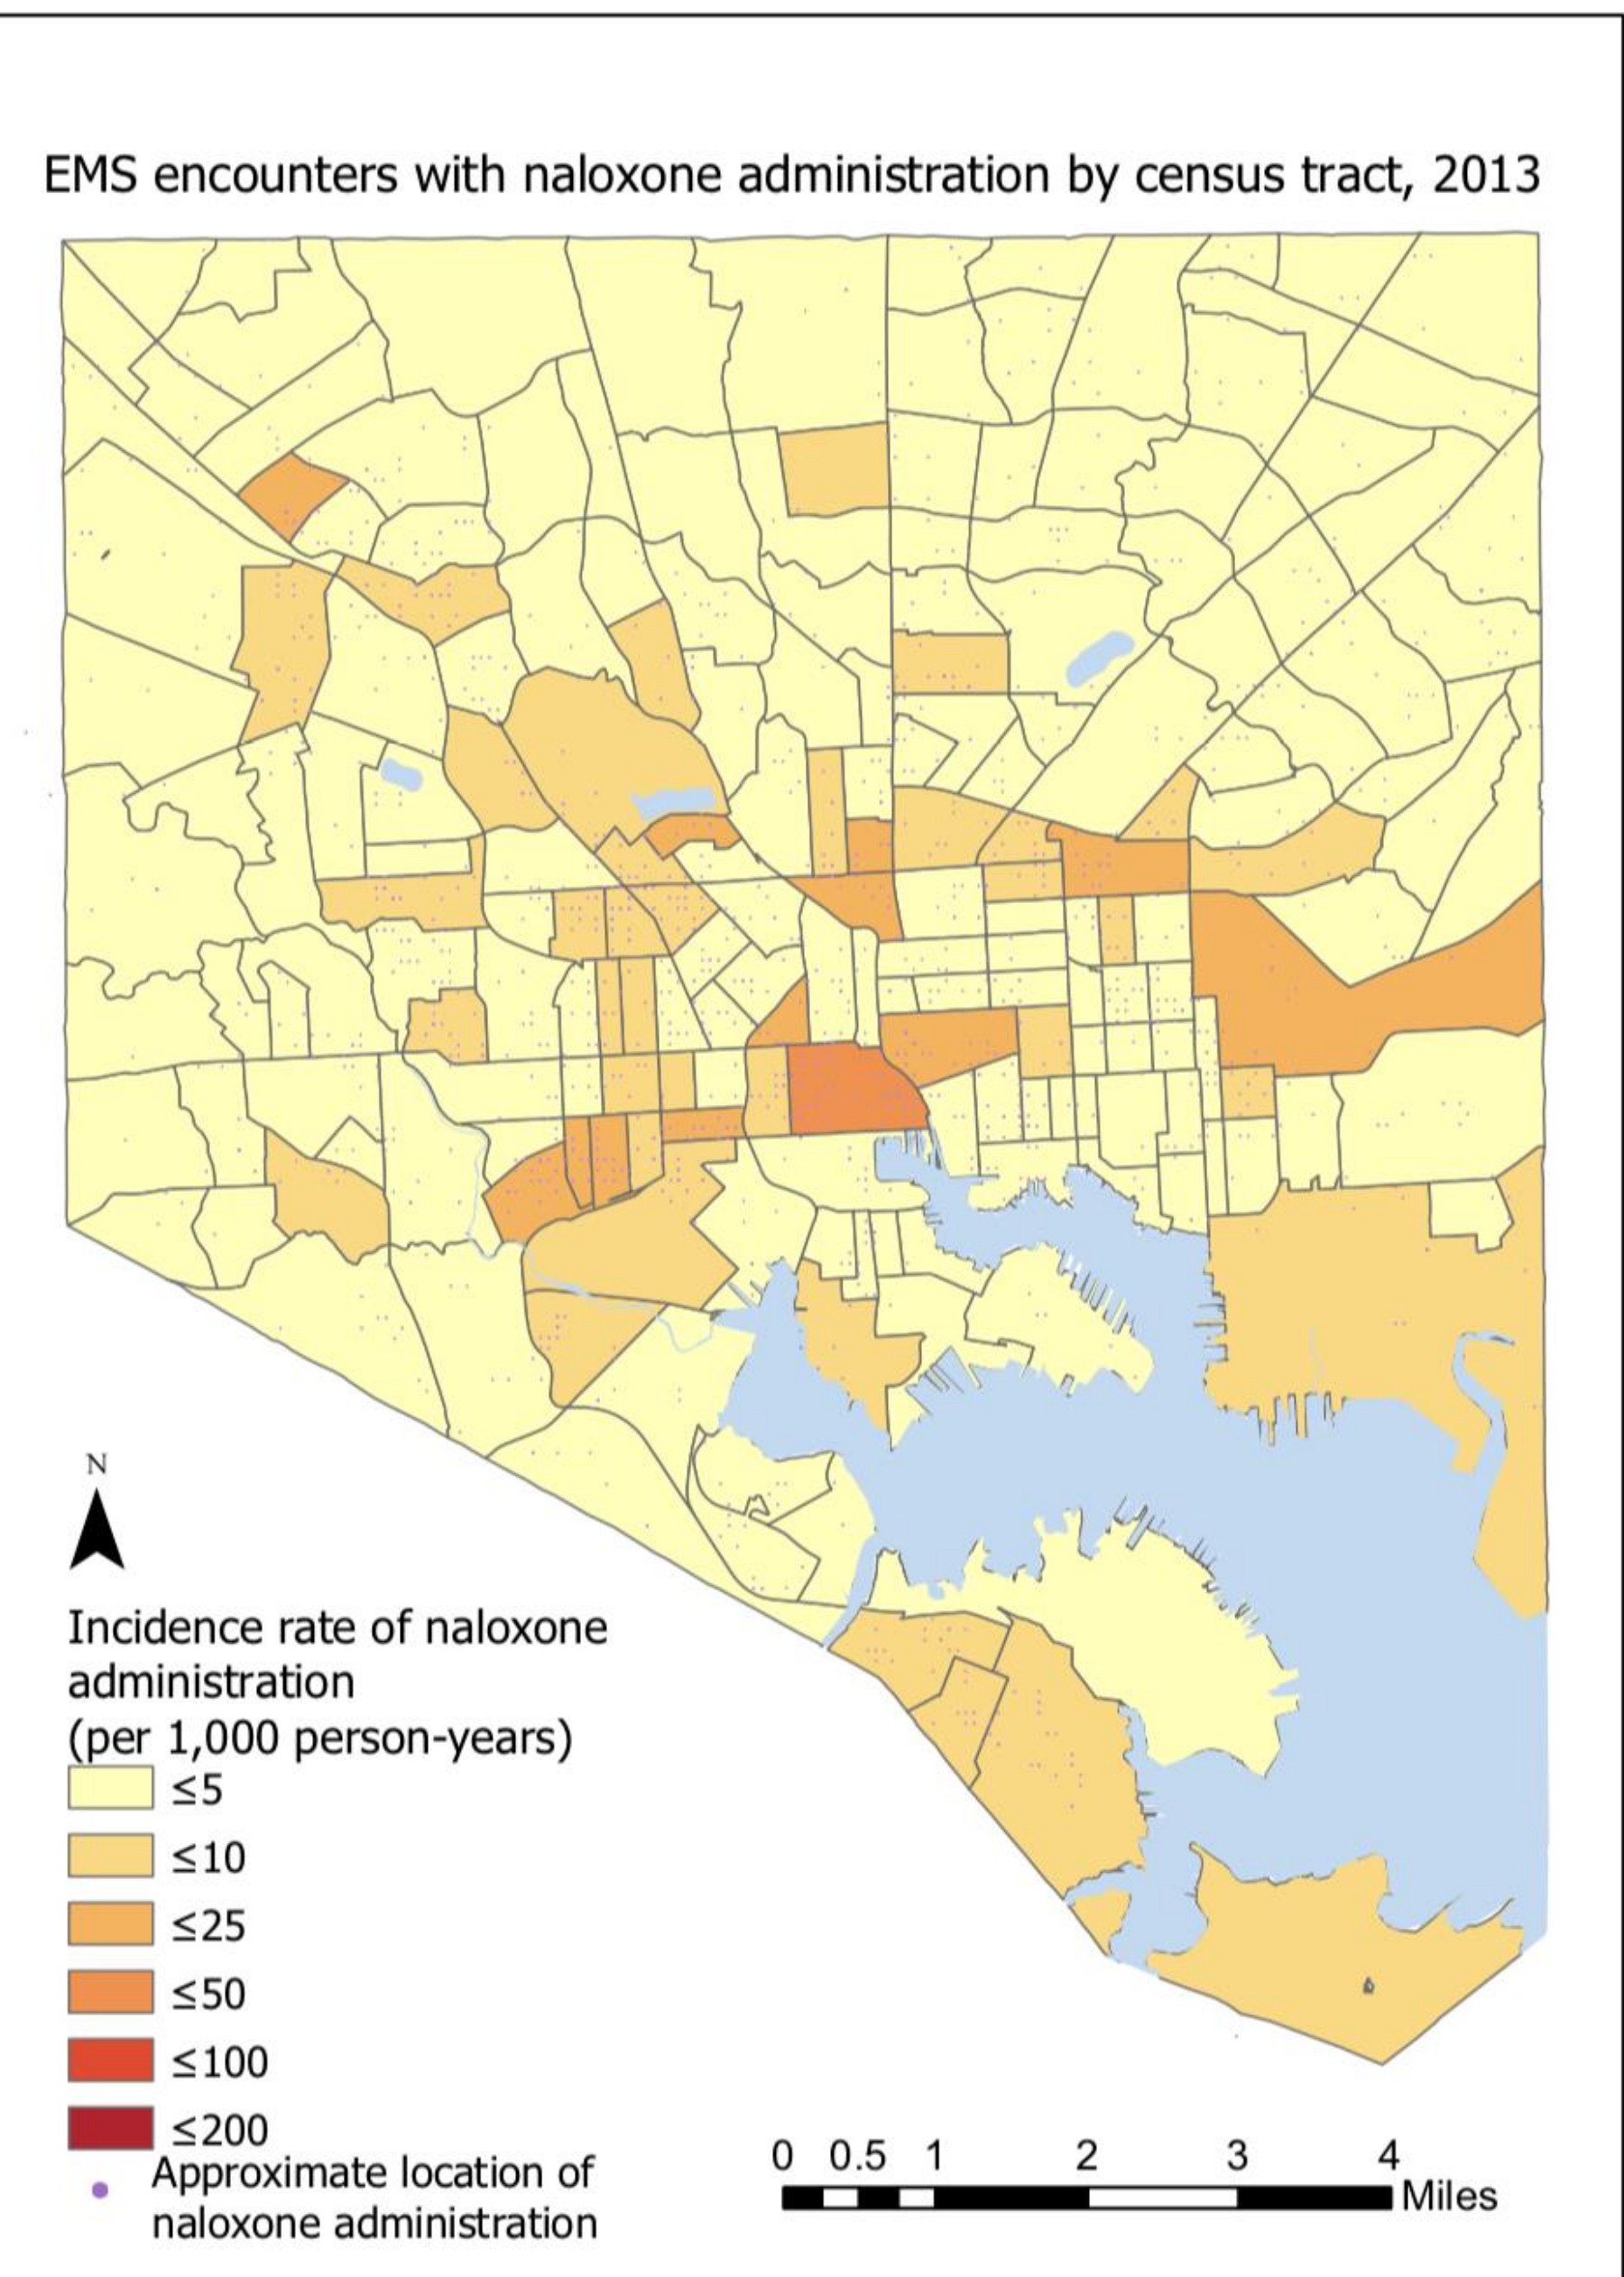 EMS encounters with naloxone administration by census tract, 2013
N
Incidence rate of naloxone
administration
(per 1,000 person-years)
≤5
≤10
≤25
≤50
≤100
≤200
Approximate location of
naloxone administration
0 0.5 1 2 3 4
Miles